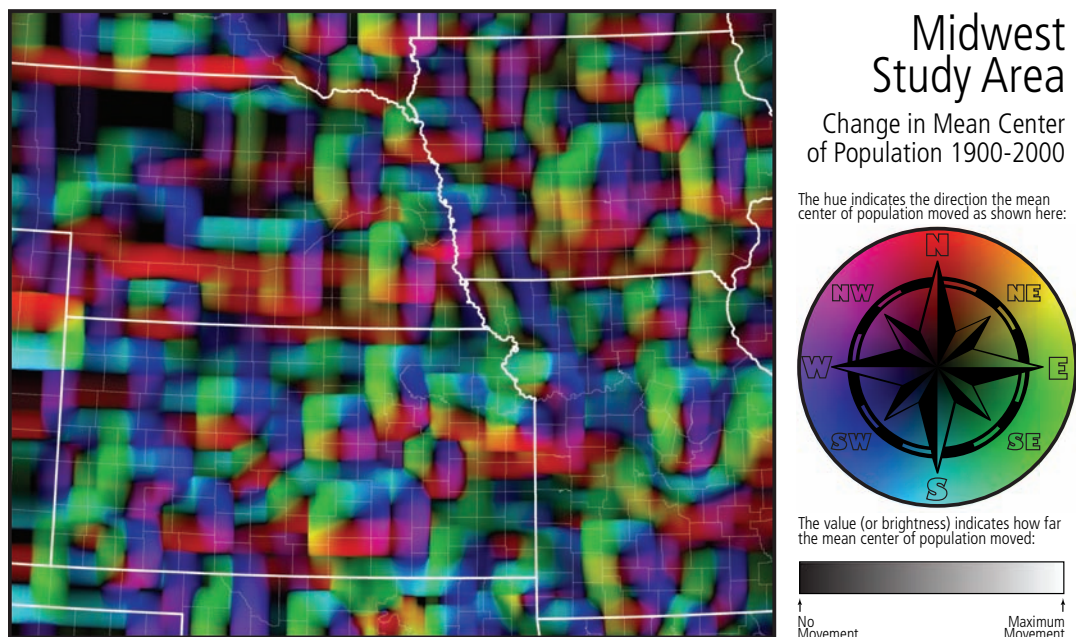 Midwest
Study Area
Change in Mean Center
of Population 1900-2000
The hue indicates the direction the mean
center of population moved as shown here:
N
NW
NE
W
E
SW
SE
S
The value (or brightness) indicates how far
the mean center of population moved:
No
Movement
Maximum
Movement